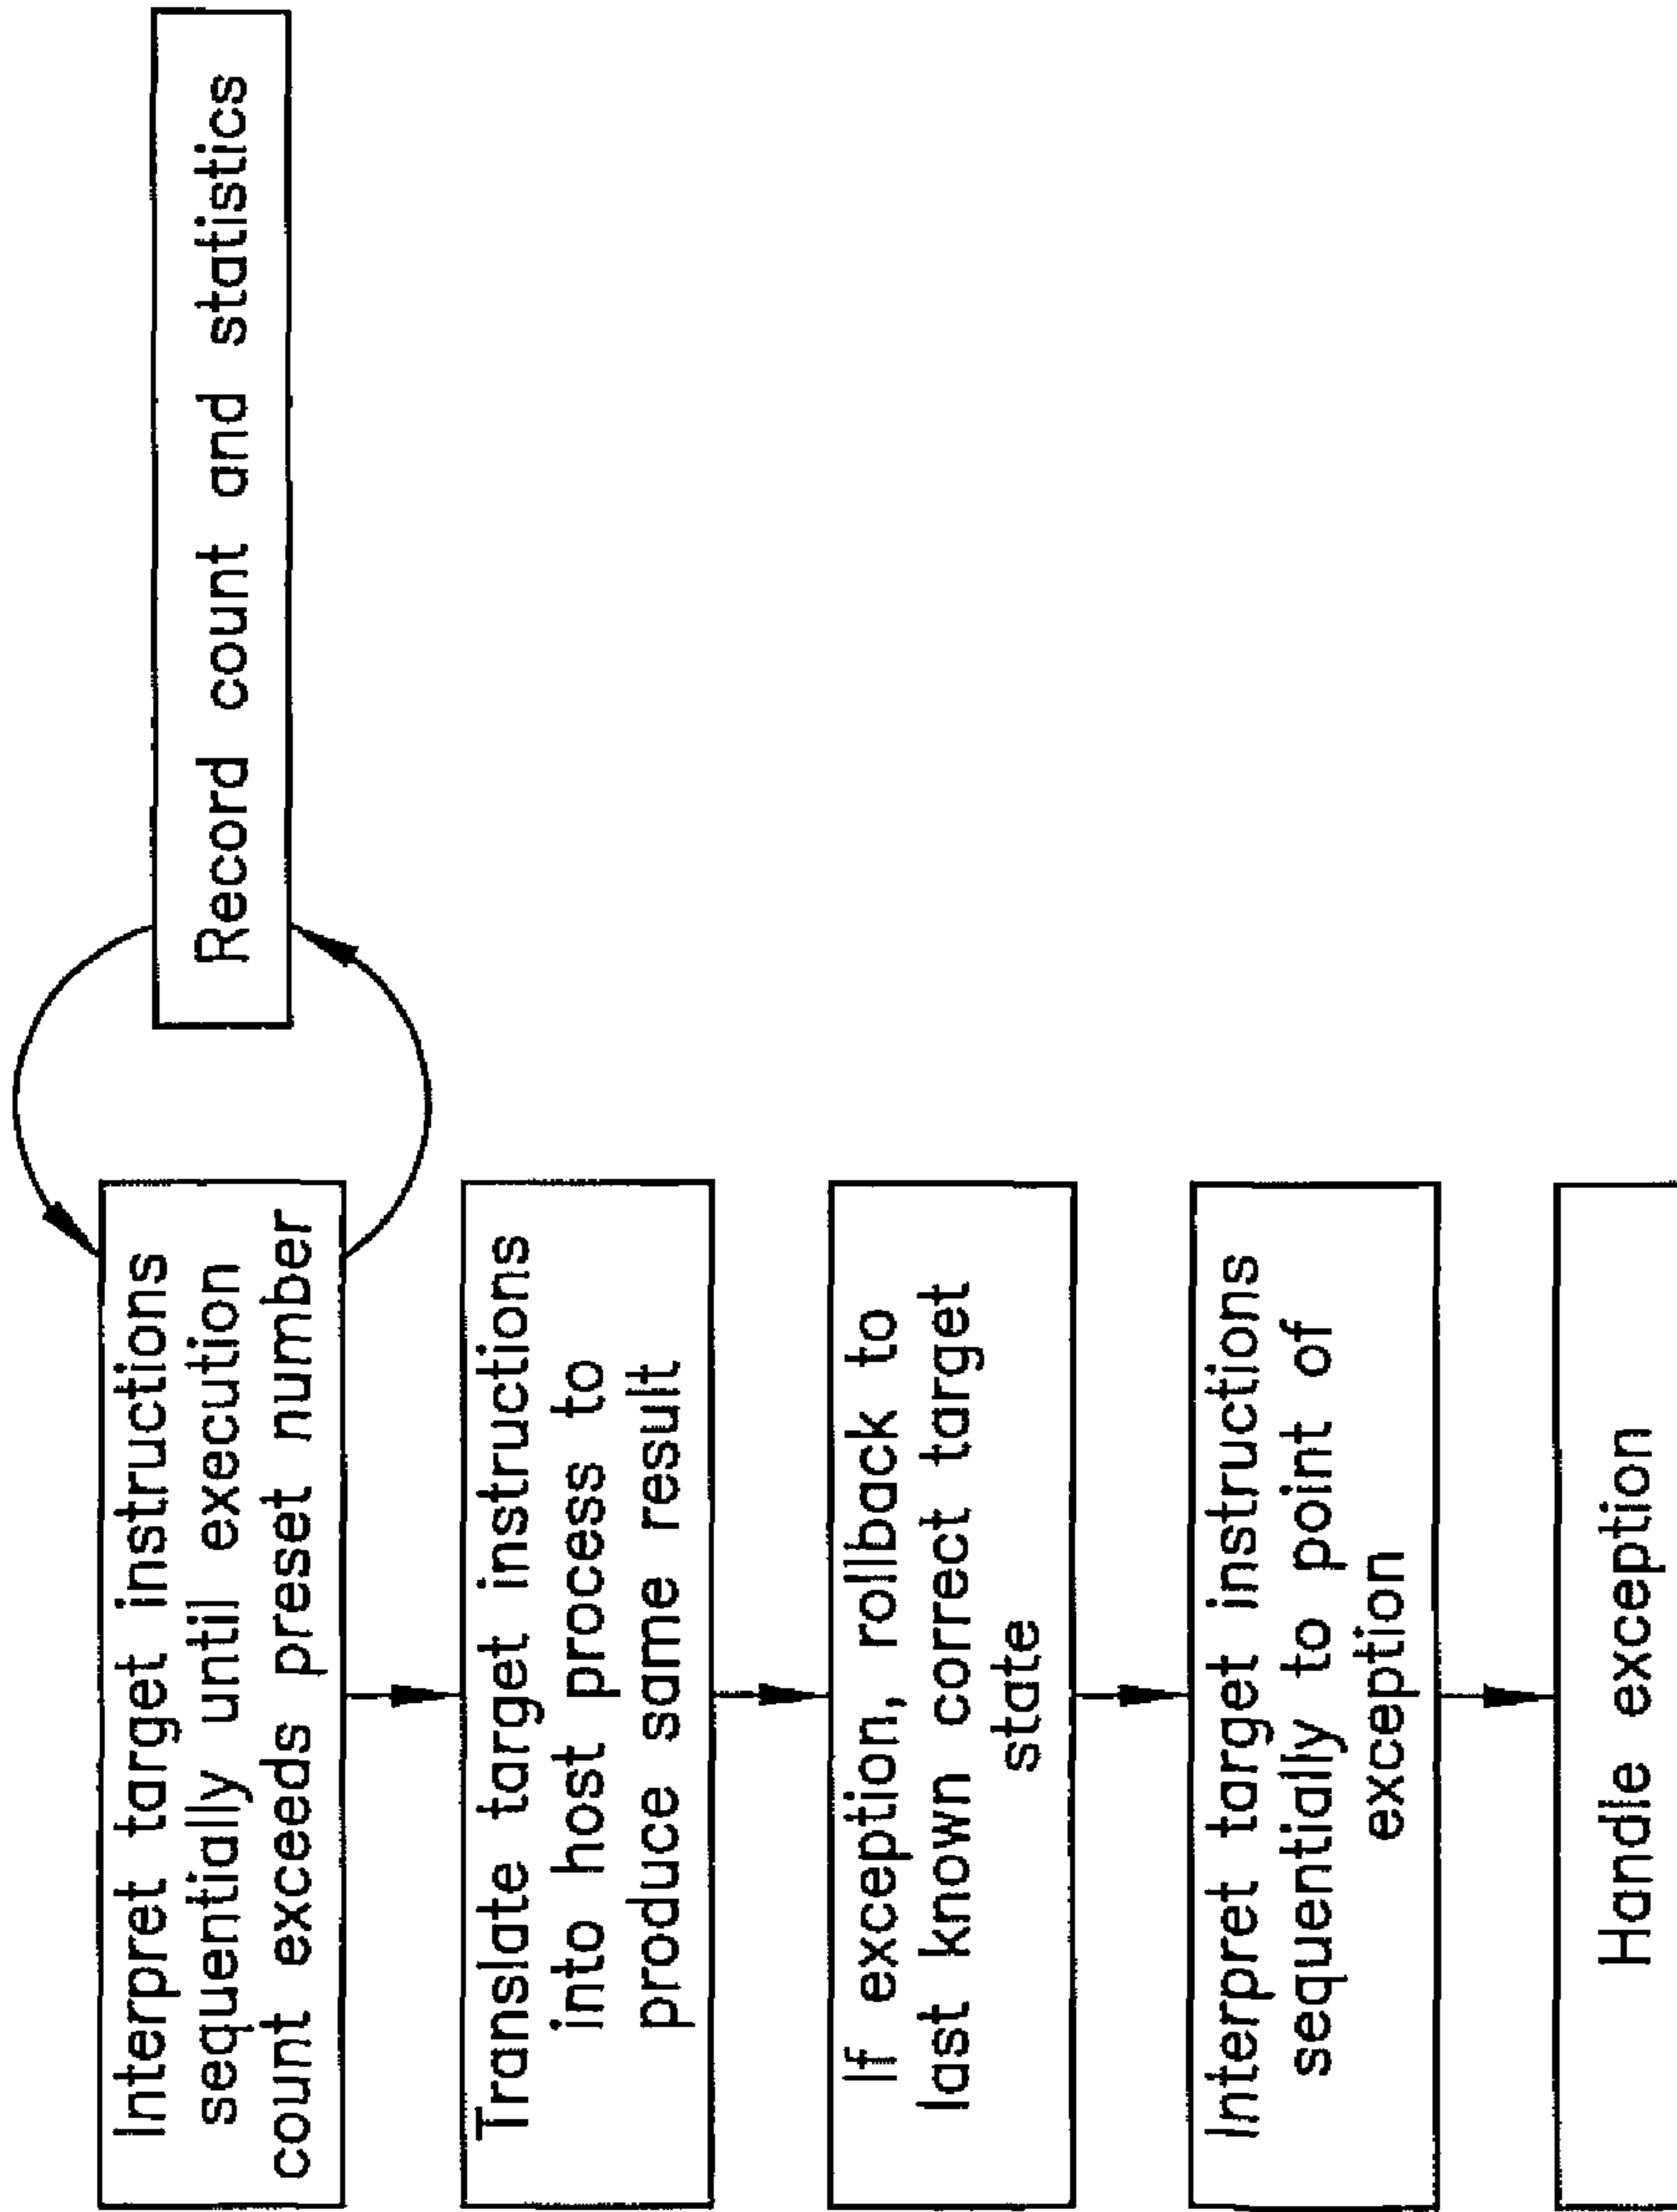 Interpret target instructions
sequentially until execution
count exceeds preset number
Record count and statistics
Translate target instructions
into host process to
produce same result
If exception, rollback to
last known correct target
state
Interpret target instructions
sequentially to point of
exception
Handle exception